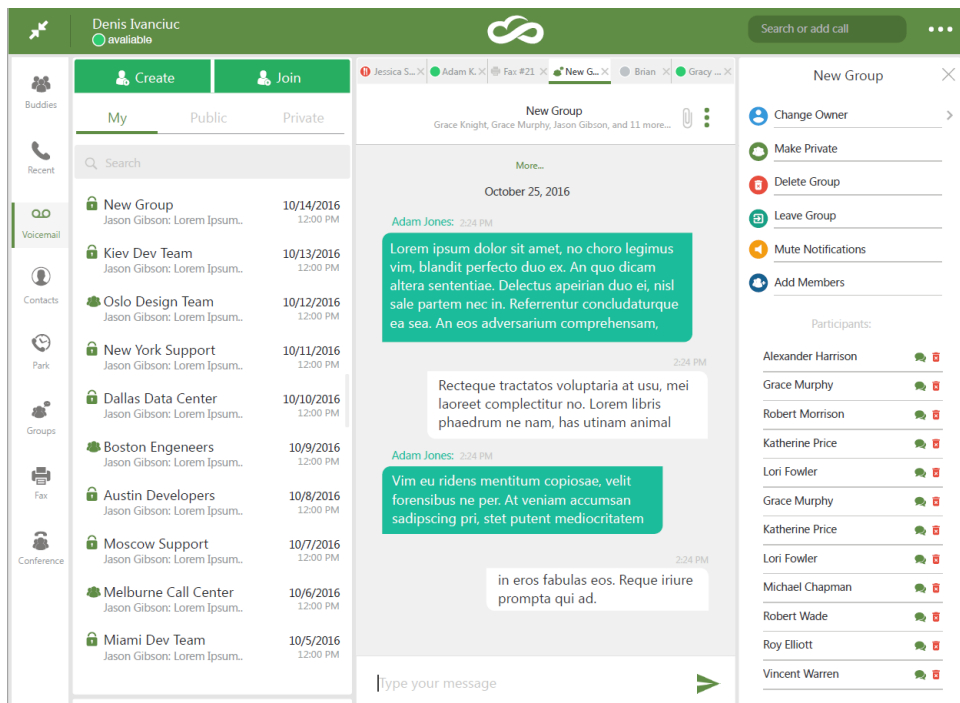 Denis Ivanciuc
avaliable
Search or add call
Buddies
Recent
Voicemail
Contacts
Park
Groups
Fax
Conference
Create
Join
My
Public
Private
Search
New Group
10/14/2016
Jason Gibson: Lorem Ipsum..
12:00 PM
Kiev Dev Team
10/13/2016
Jason Gibson: Lorem Ipsum..
12:00 PM
Oslo Design Team
10/12/2016
Jason Gibson: Lorem Ipsum..
12:00 PM
New York Support
10/11/2016
Jason Gibson: Lorem Ipsum..
12:00 PM
Dallas Data Center
10/10/2016
Jason Gibson: Lorem Ipsum..
12:00 PM
Boston Engeneers
10/9/2016
Jason Gibson: Lorem Ipsum..
12:00 PM
Austin Developers
10/8/2016
Jason Gibson: Lorem Ipsum..
12:00 PM
Moscow Support
10/7/2016
Jason Gibson: Lorem Ipsum..
12:00 PM
Melburne Call Center
10/6/2016
Jason Gibson: Lorem Ipsum..
12:00 PM
Miami Dev Team
10/5/2016
Jason Gibson: Lorem Ipsum..
12:00 PM
Jessica S...
Adam K.
Fax #21
New G...
Brian
Gracy ...
New Group
Grace Knight, Grace Murphy, Jason Gibson, and 11 more...
More...
October 25, 2016
Adam Jones: 2:24 PM
Lorem ipsum dolor sit amet, no choro legimus
vim, blandit perfecto duo ex. An quo dicam
altera sententiae. Delectus apeirian duo ei, nisl
sale partem nec in. Referrentur concludaturque
ea sea. An eos adversarium comprehensam,
2:24 PM
Recteque tractatos voluptaria at usu, mei
laoreet complectitur no. Lorem libris
phaedrum ne nam, has utinam animal
Adam Jones: 2:24 PM
Vim eu ridens mentitum copiosae, velit
forensibus ne per. At veniam accumsan
sadipscing pri, stet putent mediocritatem
2:24 PM
in eros fabulas eos. Reque iriure
prompta qui ad.
Type your message
New Group
Change Owner
Make Private
Delete Group
Leave Group
Mute Notifications
Add Members
Participants:
Alexander Harrison
Grace Murphy
Robert Morrison
Katherine Price
Lori Fowler
Grace Murphy
Katherine Price
Lori Fowler
Michael Chapman
Robert Wade
Roy Elliott
Vincent Warren